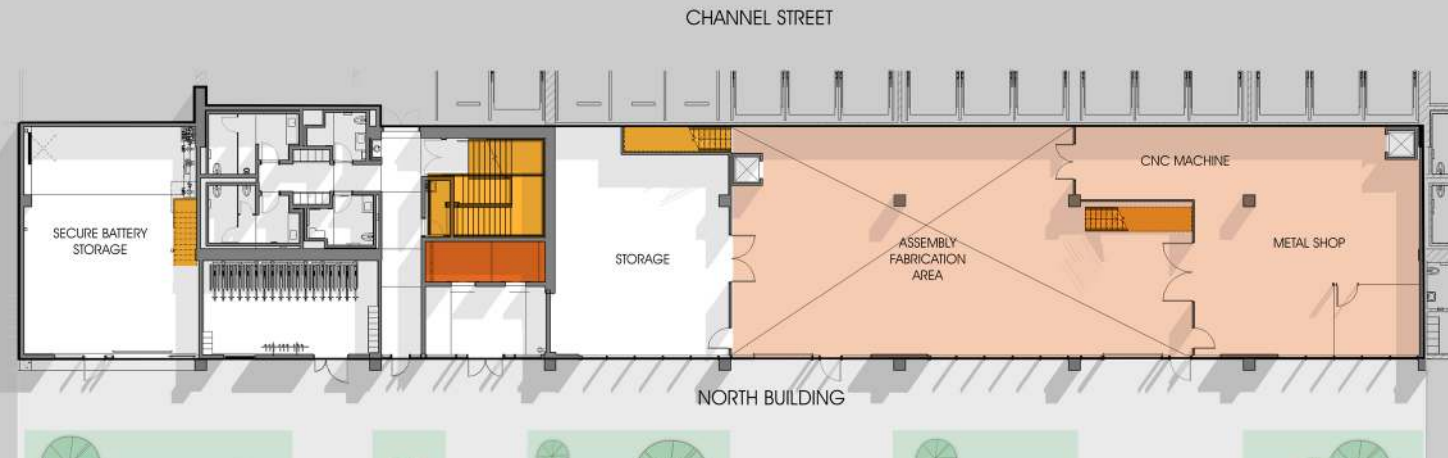 CHANNEL STREET
CNC MACHINE
SECURE BATTERY
STORAGE
STORAGE
ASSEMBLY
FABRICATION
AREA
METAL SHOP
NORTH BUILDING